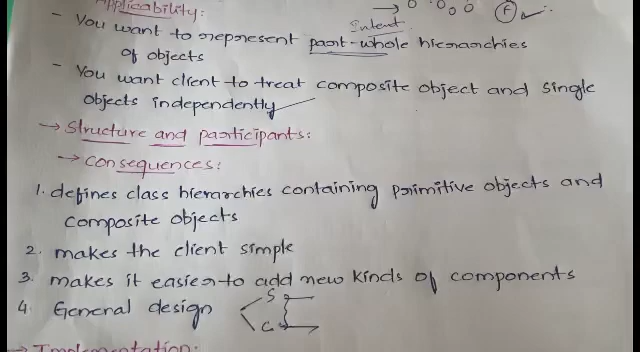 Applicability:
→ O O O O F
Intent
- You want to represent part-whole hierarchies
of objects
- You want client to treat composite object and single
objects independently
→ Structure and participants:
→ consequences:
1. defines class hierarchies containing primitive objects and
composite objects
2. makes the client simple
3. makes it easier to add new kinds of components
4. General design
S
C
→ Implementation: